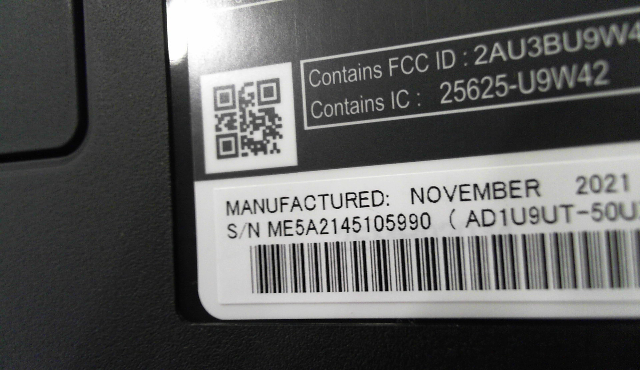 Contains FCC ID : 2AU3BU9W4
Contains IC : 25625-U9W42
MANUFACTURED: NOVEMBER 2021
S/N ME5A2145105990 ( AD1U9UT-50U